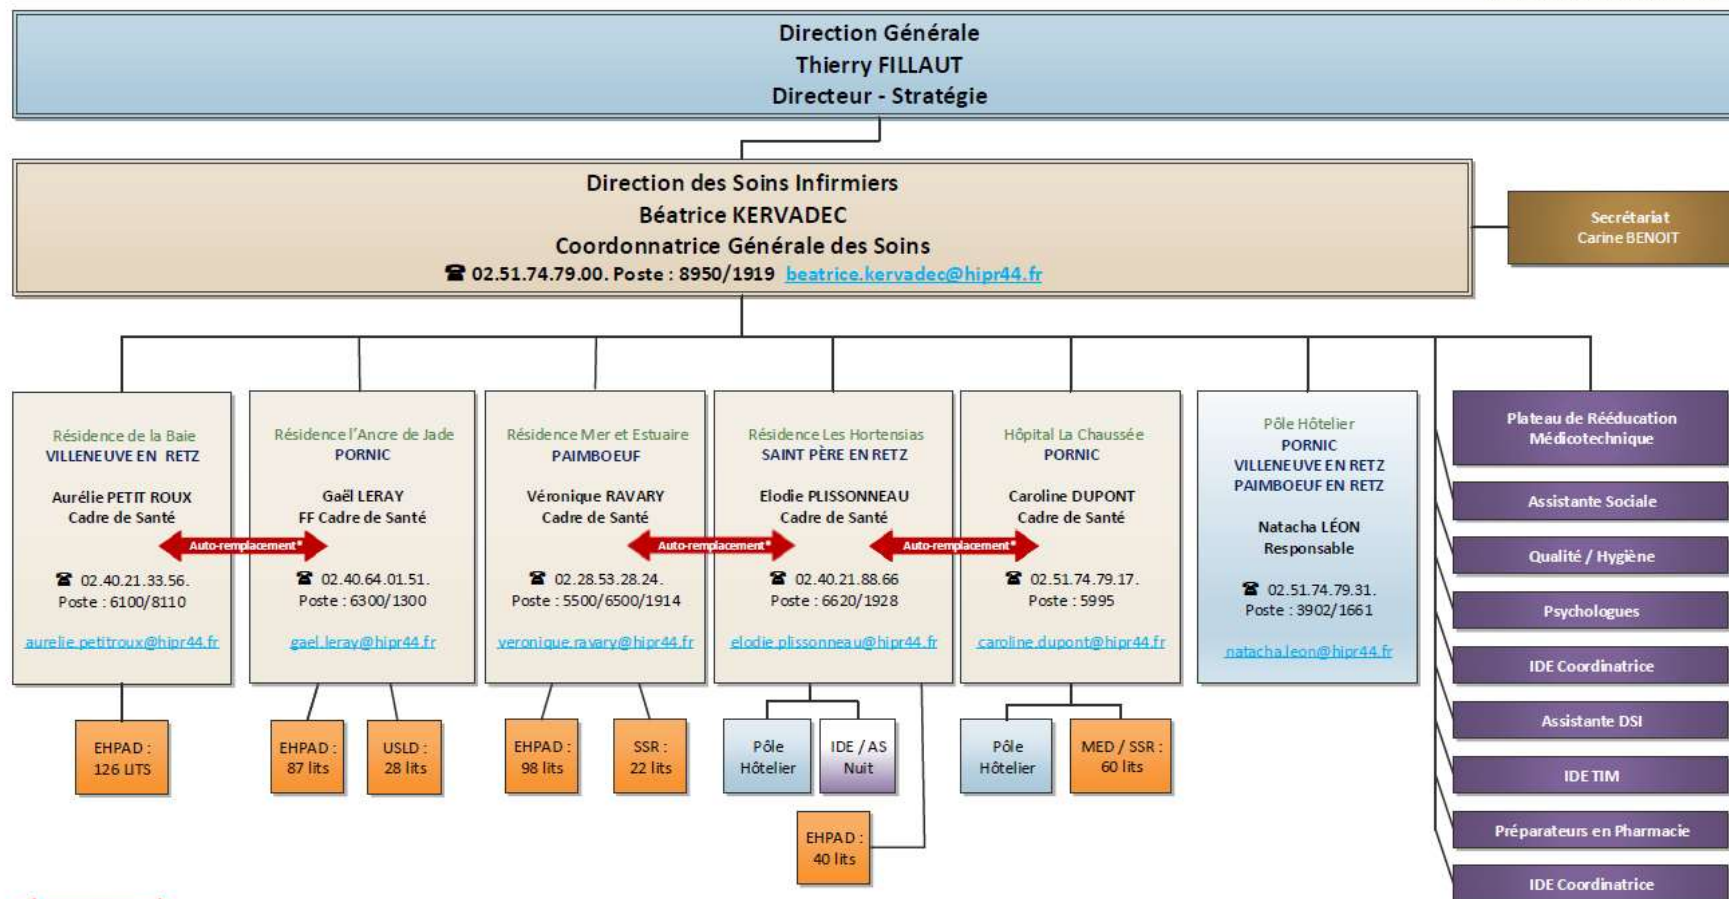 Direction Générale
Thierry FILLAUT
Directeur - Stratégie
Direction des Soins Infirmiers
Béatrice KERVADEC
Coordonnatrice Générale des Soins
☎ 02.51.74.79.00. Poste : 8950/1919 beatrice.kervadec@hipr44.fr
Secrétariat
Carine BENOIT
Résidence de la Baie
VILLENEUVE EN RETZ
Aurélie PETIT ROUX
Cadre de Santé
☎ 02.40.21.33.56.
Poste : 6100/8110
aurelie.petitroux@hipr44.fr
Auto-remplacement*
Résidence l'Ancre de Jade
PORNIC
Gaël LERAY
FF Cadre de Santé
☎ 02.40.64.01.51.
Poste : 6300/1300
gael.leray@hipr44.fr
Résidence Mer et Estuaire
PAIMBOEUF
Véronique RAVARY
Cadre de Santé
☎ 02.28.53.28.24.
Poste : 5500/6500/1914
veronique.ravary@hipr44.fr
Auto-remplacement*
Résidence Les Hortensias
SAINT PÈRE EN RETZ
Elodie PLISSONNEAU
Cadre de Santé
☎ 02.40.21.88.66
Poste : 6620/1928
elodie.plissonneau@hipr44.fr
Auto-remplacement*
Hôpital La Chaussée
PORNIC
Caroline DUPONT
Cadre de Santé
☎ 02.51.74.79.17.
Poste : 5995
caroline.dupont@hipr44.fr
Pôle Hôtelier
PORNIC
VILLENEUVE EN RETZ
PAIMBOEUF EN RETZ
Natacha LÉON
Responsable
☎ 02.51.74.79.31.
Poste : 3902/1661
natacha.leon@hipr44.fr
Plateau de Rééducation
Médicotechnique
Assistante Sociale
Qualité / Hygiène
Psychologues
IDE Coordinatrice
Assistante DSI
IDE TIM
Préparateurs en Pharmacie
IDE Coordinatrice
EHPAD :
126 LITS
EHPAD :
87 lits
USLD :
28 lits
EHPAD :
98 lits
SSR :
22 lits
Pôle
Hôtelier
IDE / AS
Nuit
EHPAD :
40 lits
Pôle
Hôtelier
MED / SSR :
60 lits